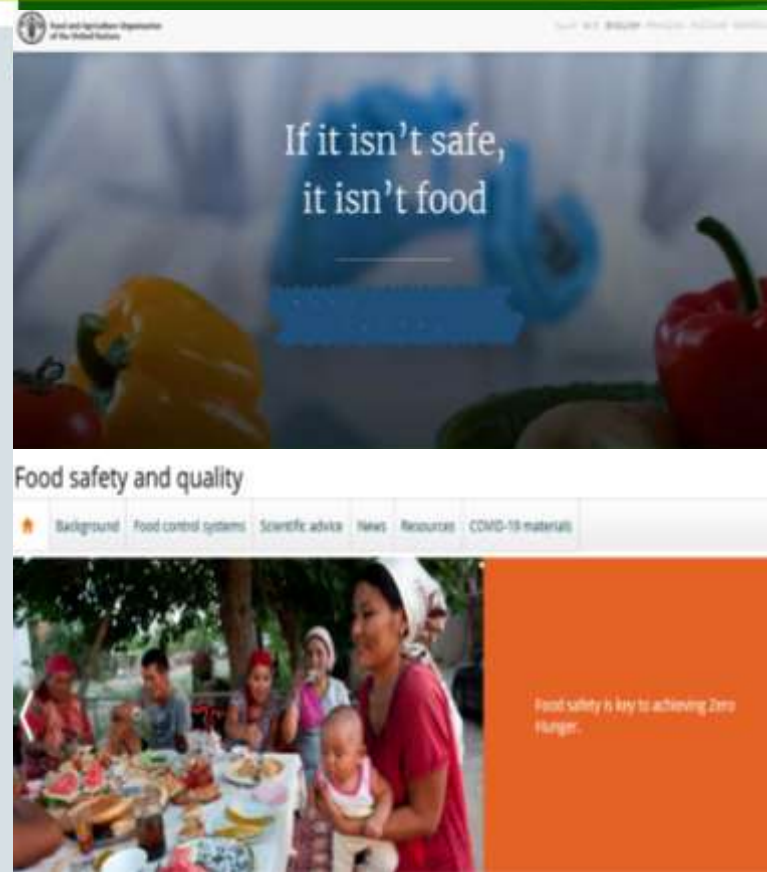 Food and Agriculture Organization
of the United Nations
ENGLISH
If it isn't safe,
it isn't food
Food safety and quality
Background Food control systems Scientific advice News Resources COVID-19 materials
Food safety is key to achieving Zero
Hunger.